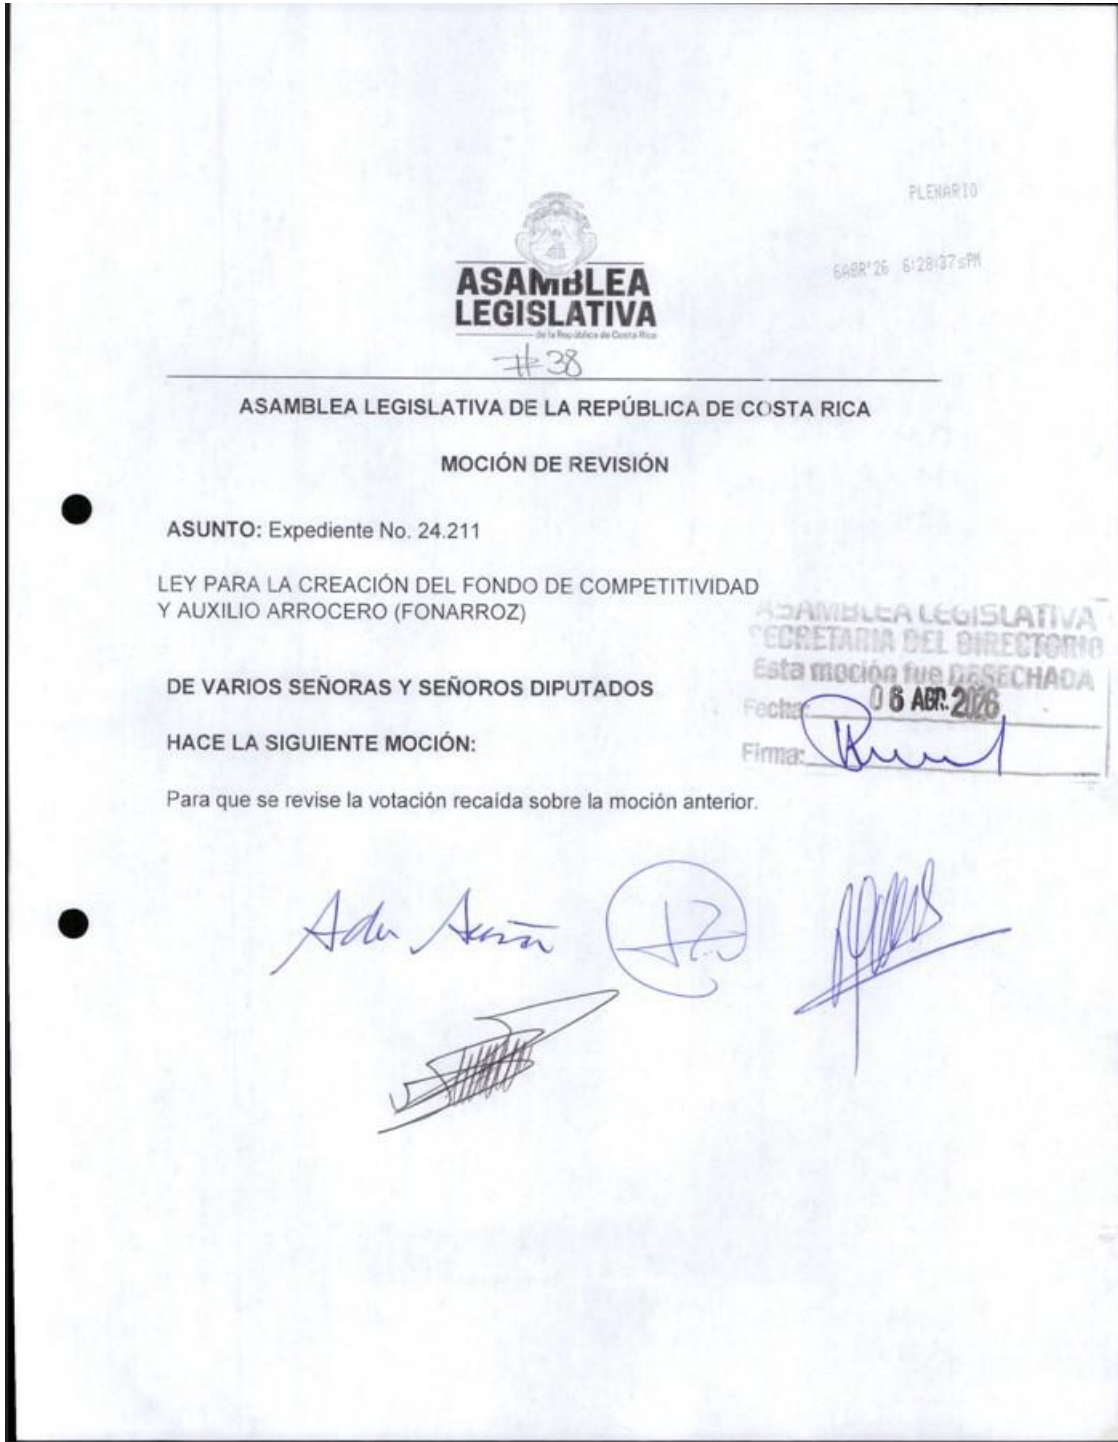 PLENARIO
6ABR'26 6:28:37sPM
ASAMBLEA
LEGISLATIVA
de la República de Costa Rica
#38
ASAMBLEA LEGISLATIVA DE LA REPÚBLICA DE COSTA RICA
MOCIÓN DE REVISIÓN
ASUNTO: Expediente No. 24.211
LEY PARA LA CREACIÓN DEL FONDO DE COMPETITIVIDAD
Y AUXILIO ARROCERO (FONARROZ)
ASAMBLEA LEGISLATIVA
SECRETARIA DEL DIRECTORIO
Esta moción fue DESECHADA
Fecha: 06 ABR. 2026
Firma:
DE VARIOS SEÑORAS Y SEÑOROS DIPUTADOS
HACE LA SIGUIENTE MOCIÓN:
Para que se revise la votación recaída sobre la moción anterior.